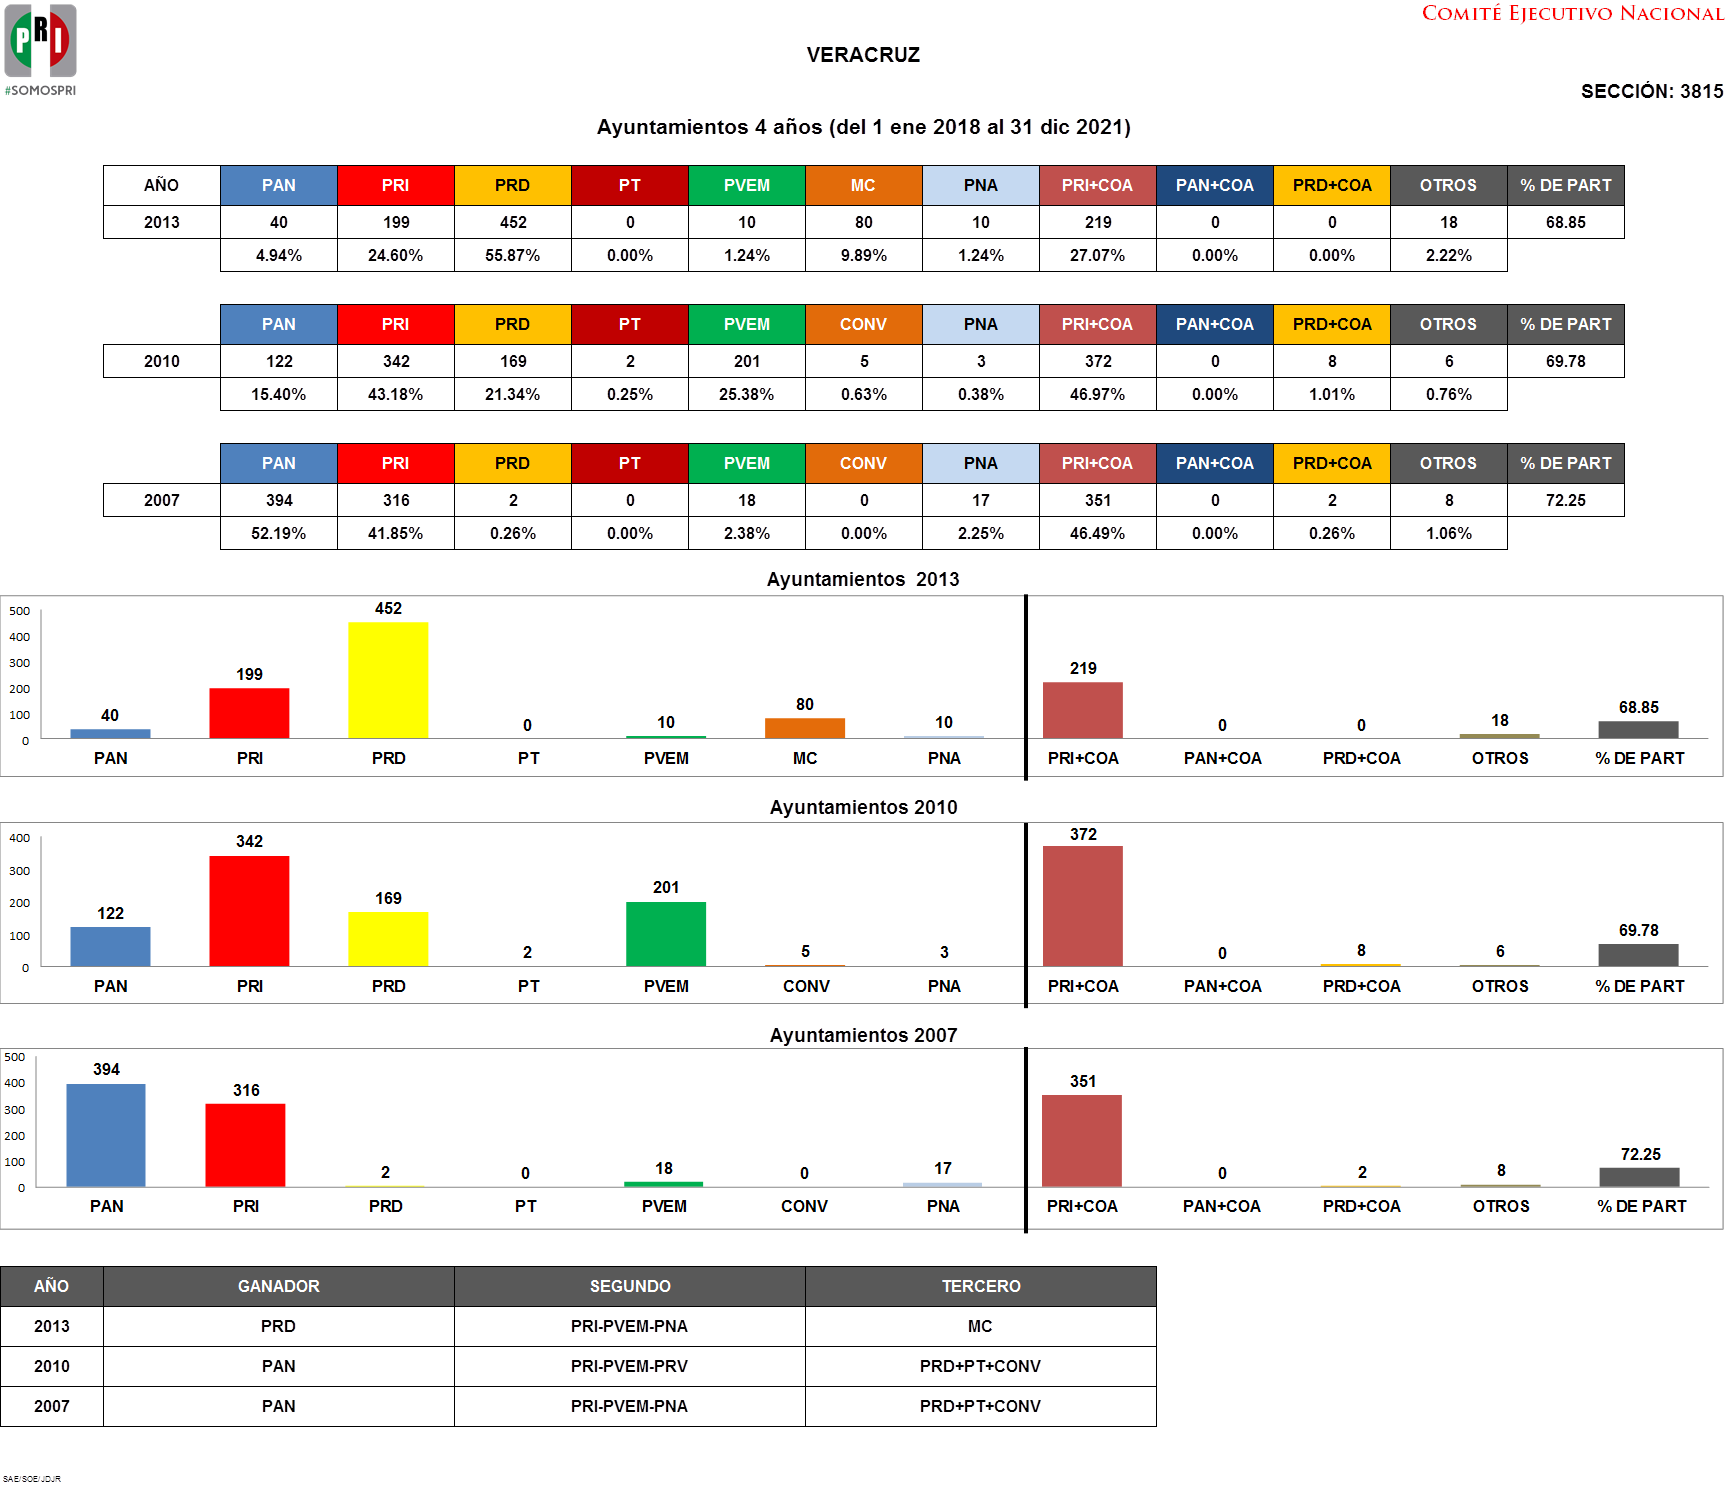 COMITÉ EJECUTIVO NACIONAL
PRI
#SOMOSPRI
VERACRUZ
SECCIÓN: 3815
Ayuntamientos 4 años (del 1 ene 2018 al 31 dic 2021)
AÑO PAN PRI PRD PT PVEM MC PNA PRI+COA PAN+COA PRD+COA OTROS % DE PART
2013 40 199 452 0 10 80 10 219 0 0 18 68.85
4.94% 24.60% 55.87% 0.00% 1.24% 9.89% 1.24% 27.07% 0.00% 0.00% 2.22%
PAN PRI PRD PT PVEM CONV PNA PRI+COA PAN+COA PRD+COA OTROS % DE PART
2010 122 342 169 2 201 5 3 372 0 8 6 69.78
15.40% 43.18% 21.34% 0.25% 25.38% 0.63% 0.38% 46.97% 0.00% 1.01% 0.76%
PAN PRI PRD PT PVEM CONV PNA PRI+COA PAN+COA PRD+COA OTROS % DE PART
2007 394 316 2 0 18 0 17 351 0 2 8 72.25
52.19% 41.85% 0.26% 0.00% 2.38% 0.00% 2.25% 46.49% 0.00% 0.26% 1.06%
Ayuntamientos 2013
500
400
300
200
100
0
40 199 452 0 10 80 10 219 0 0 18 68.85
PAN PRI PRD PT PVEM MC PNA PRI+COA PAN+COA PRD+COA OTROS % DE PART
Ayuntamientos 2010
400
300
200
100
0
122 342 169 2 201 5 3 372 0 8 6 69.78
PAN PRI PRD PT PVEM CONV PNA PRI+COA PAN+COA PRD+COA OTROS % DE PART
Ayuntamientos 2007
500
400
300
200
100
0
394 316 2 0 18 0 17 351 0 2 8 72.25
PAN PRI PRD PT PVEM CONV PNA PRI+COA PAN+COA PRD+COA OTROS % DE PART
AÑO GANADOR SEGUNDO TERCERO
2013 PRD PRI-PVEM-PNA MC
2010 PAN PRI-PVEM-PRV PRD+PT+CONV
2007 PAN PRI-PVEM-PNA PRD+PT+CONV
SAE/SOE/JDJR